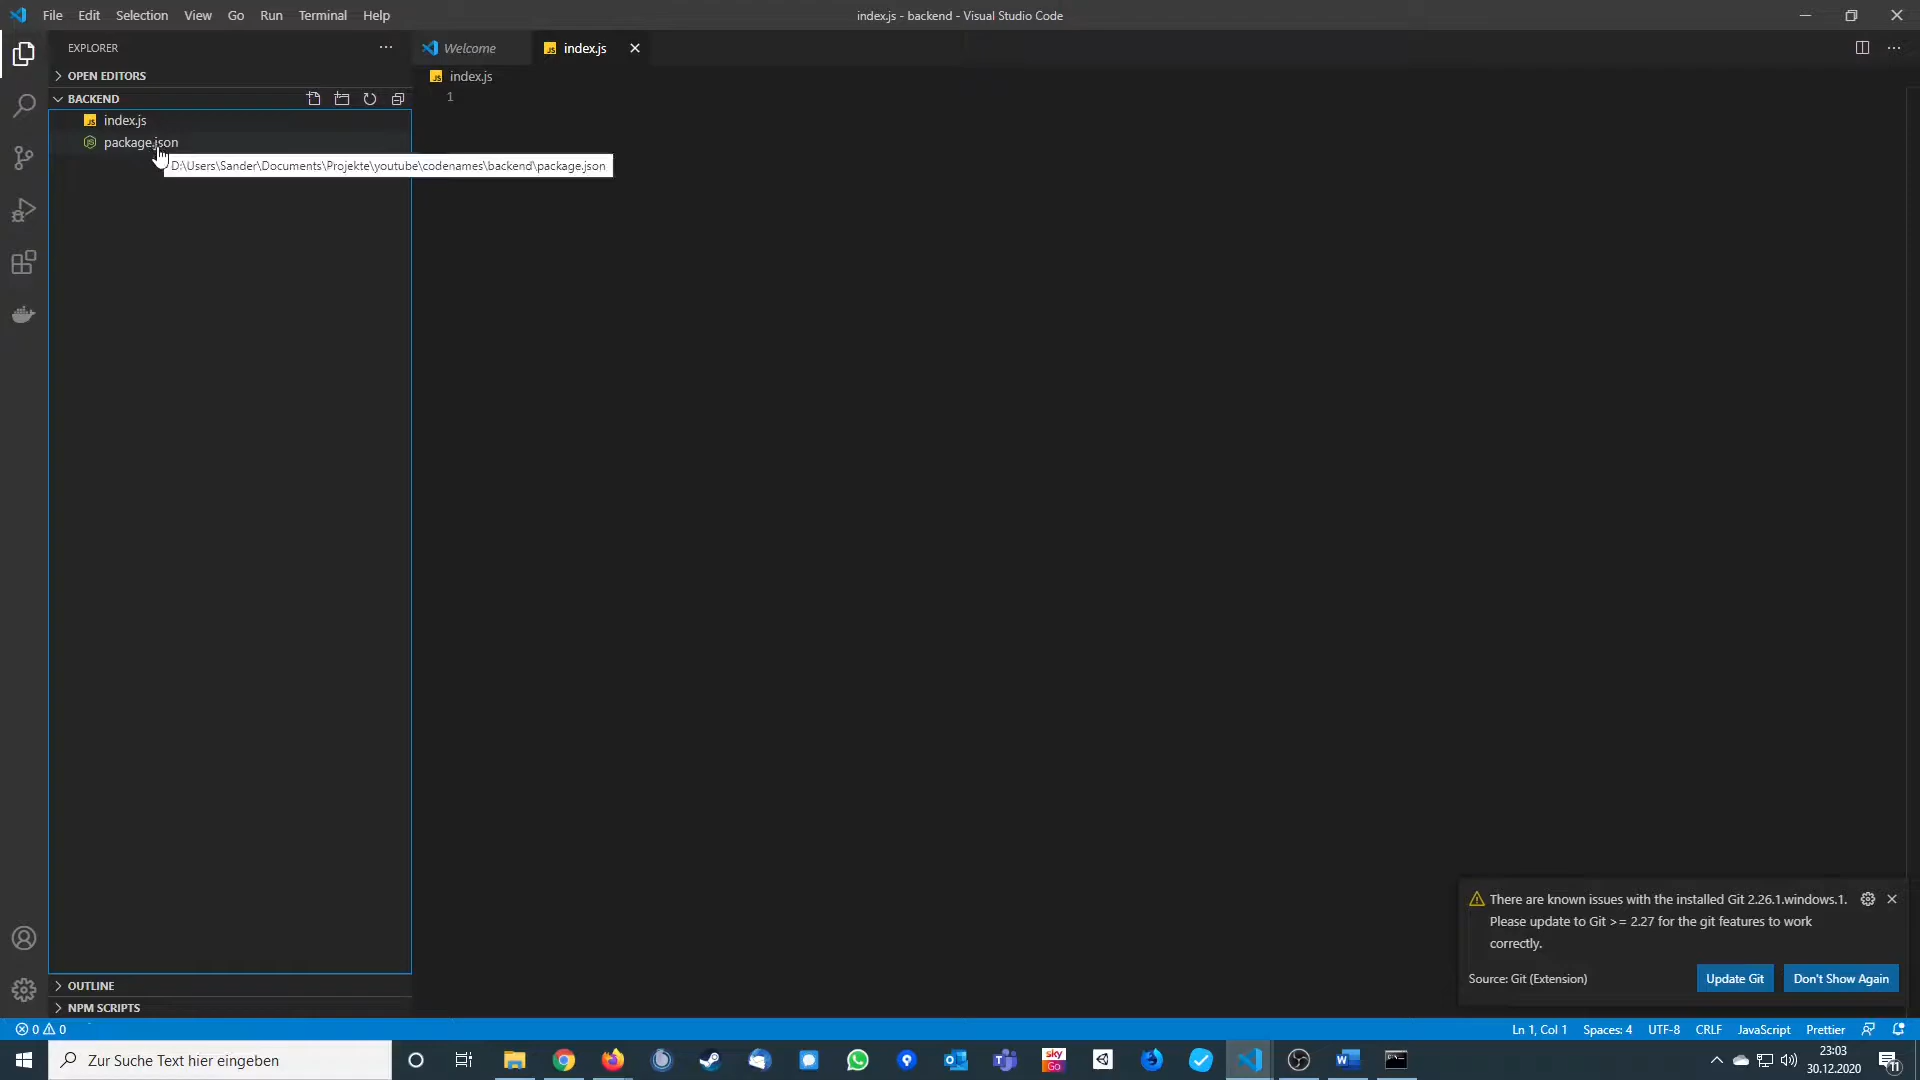 File Edit Selection View Go Run Terminal Help
index.js - backend - Visual Studio Code
EXPLORER
Welcome
index.js
OPEN EDITORS
index.js
BACKEND
1
index.js
package.json
D:\Users\Sander\Documents\Projekte\youtube\codenames\backend\package.json
There are known issues with the installed Git 2.26.1.windows.1.
Please update to Git >= 2.27 for the git features to work
correctly.
Source: Git (Extension)
Update Git
Don't Show Again
OUTLINE
NPM SCRIPTS
0 0
Ln 1, Col 1 Spaces: 4 UTF-8 CRLF JavaScript Prettier
Zur Suche Text hier eingeben
sky
Go
23:03
30.12.2020
11